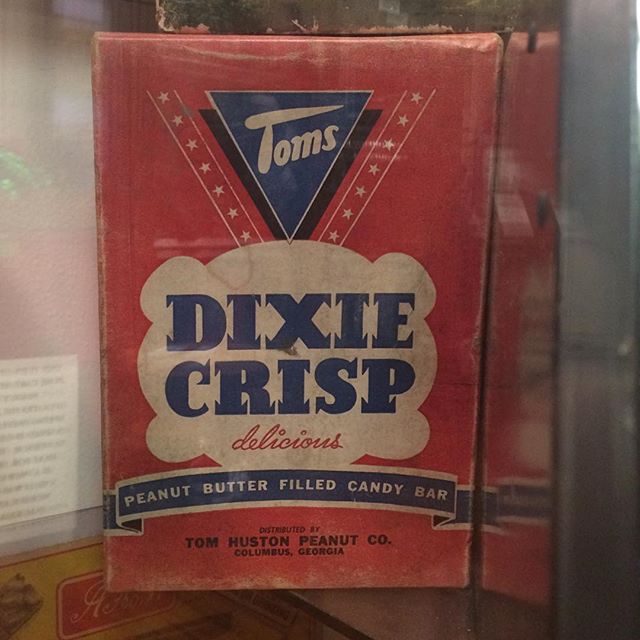 Toms
DIXIE
CRISP
delicious
PEANUT BUTTER FILLED CANDY BAR
DISTRIBUTED BY
TOM HUSTON PEANUT CO.
COLUMBUS, GEORGIA